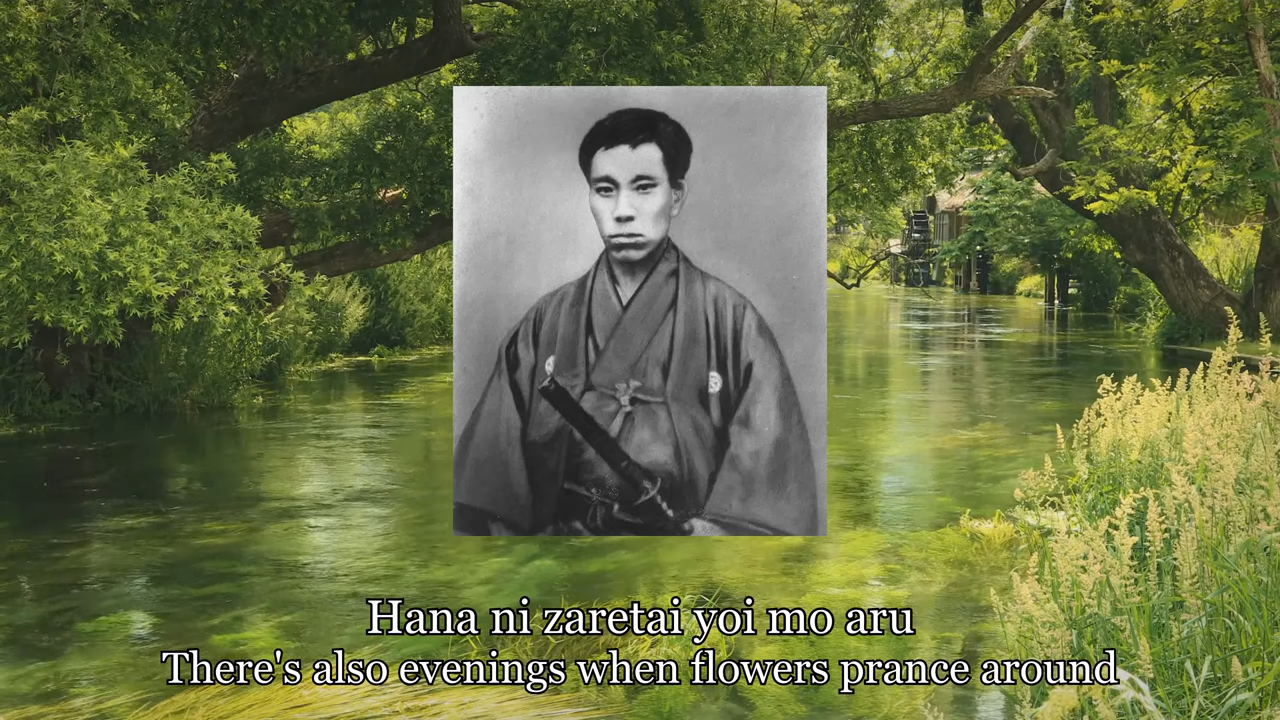 Hana ni zaretai yoi mo aru
There's also evenings when flowers prance around